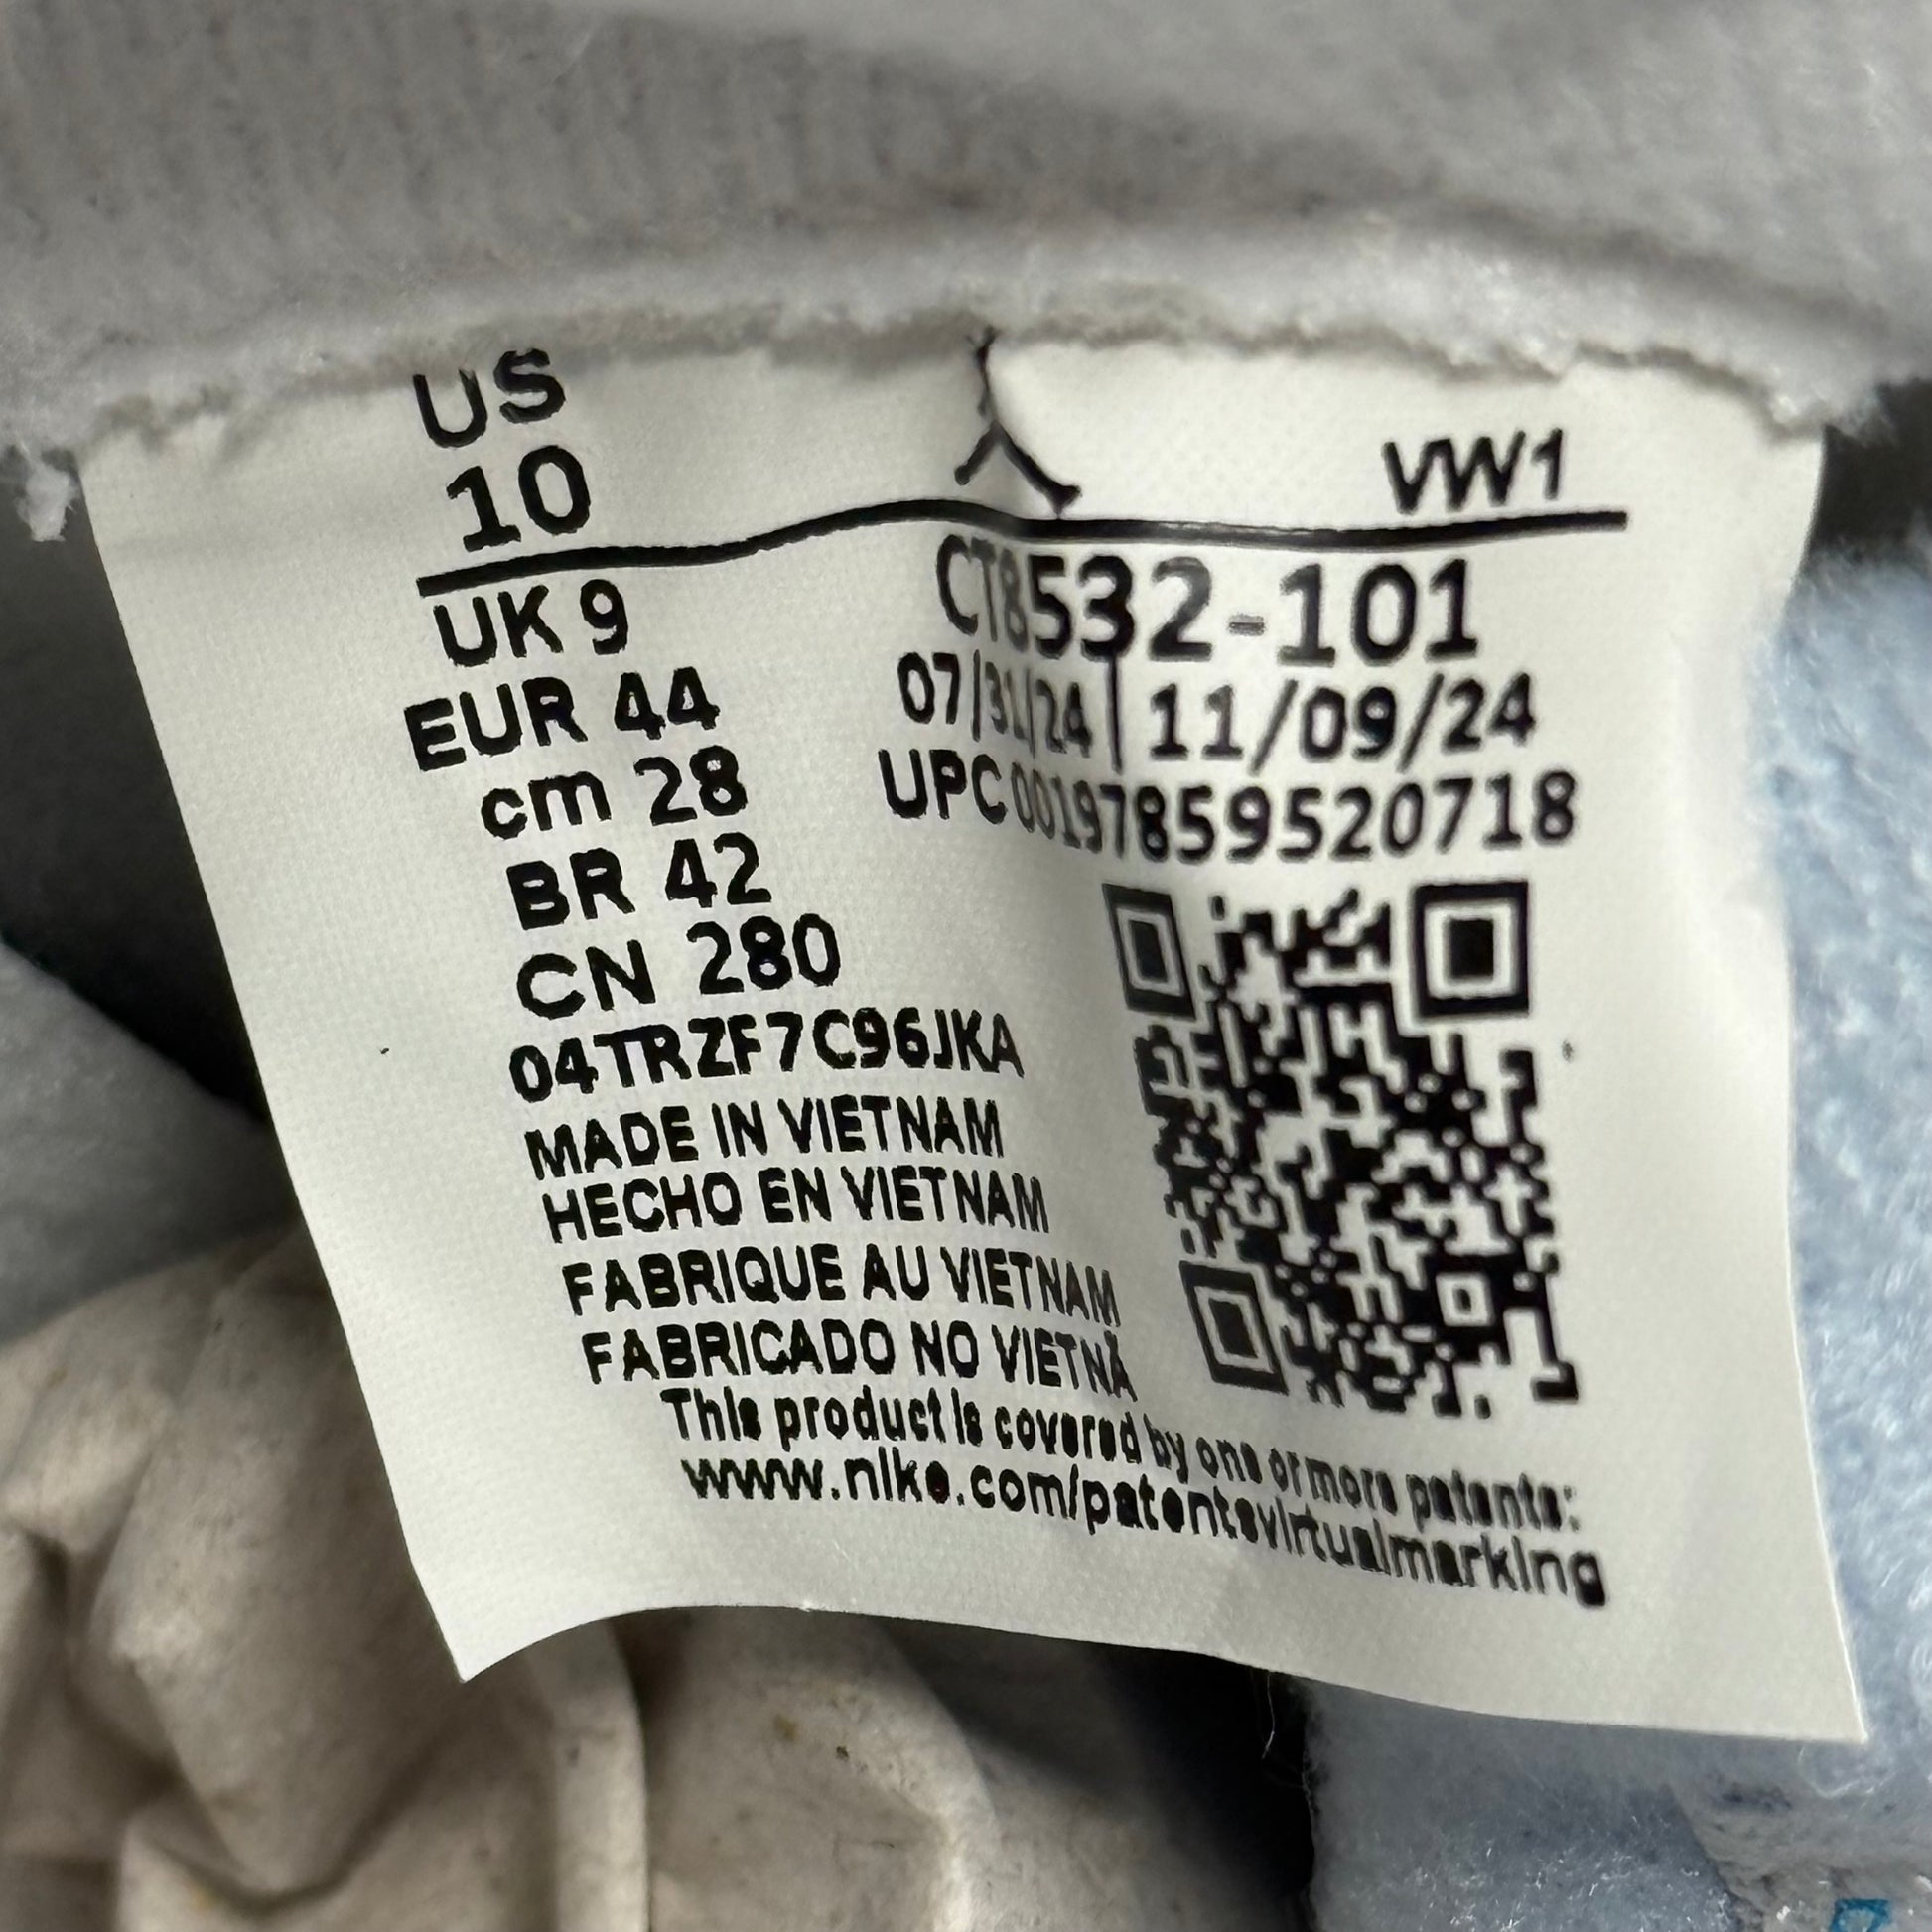 US
10
VW1
UK 9
EUR 44
cm 28
BR 42
CN 280
CT8532-101
07/31/24 | 11/09/24
UPC 00197859520718
04TRZF7C96JKA
MADE IN VIETNAM
HECHO EN VIETNAM
FABRIQUE AU VIETNAM
FABRICADO NO VIETNÃ
This product is covered by one or more patents:
www.nike.com/patentsvirtualmarking